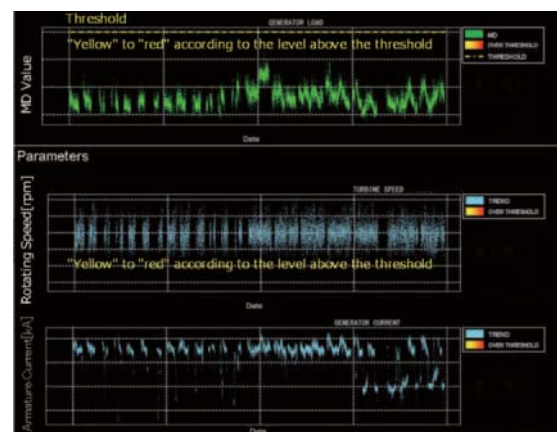 Threshold
GENERATOR LOAD
"Yellow" to "red" according to the level above the threshold
MD
OVER THRESHOLD
THRESHOLD
MD Value
Date
Parameters
TURBINE SPEED
TREND
OVER THRESHOLD
Rotating Speed[rpm]
"Yellow" to "red" according to the level above the threshold
Date
GENERATOR CURRENT
TREND
OVER THRESHOLD
Armature Current[kA]
Date